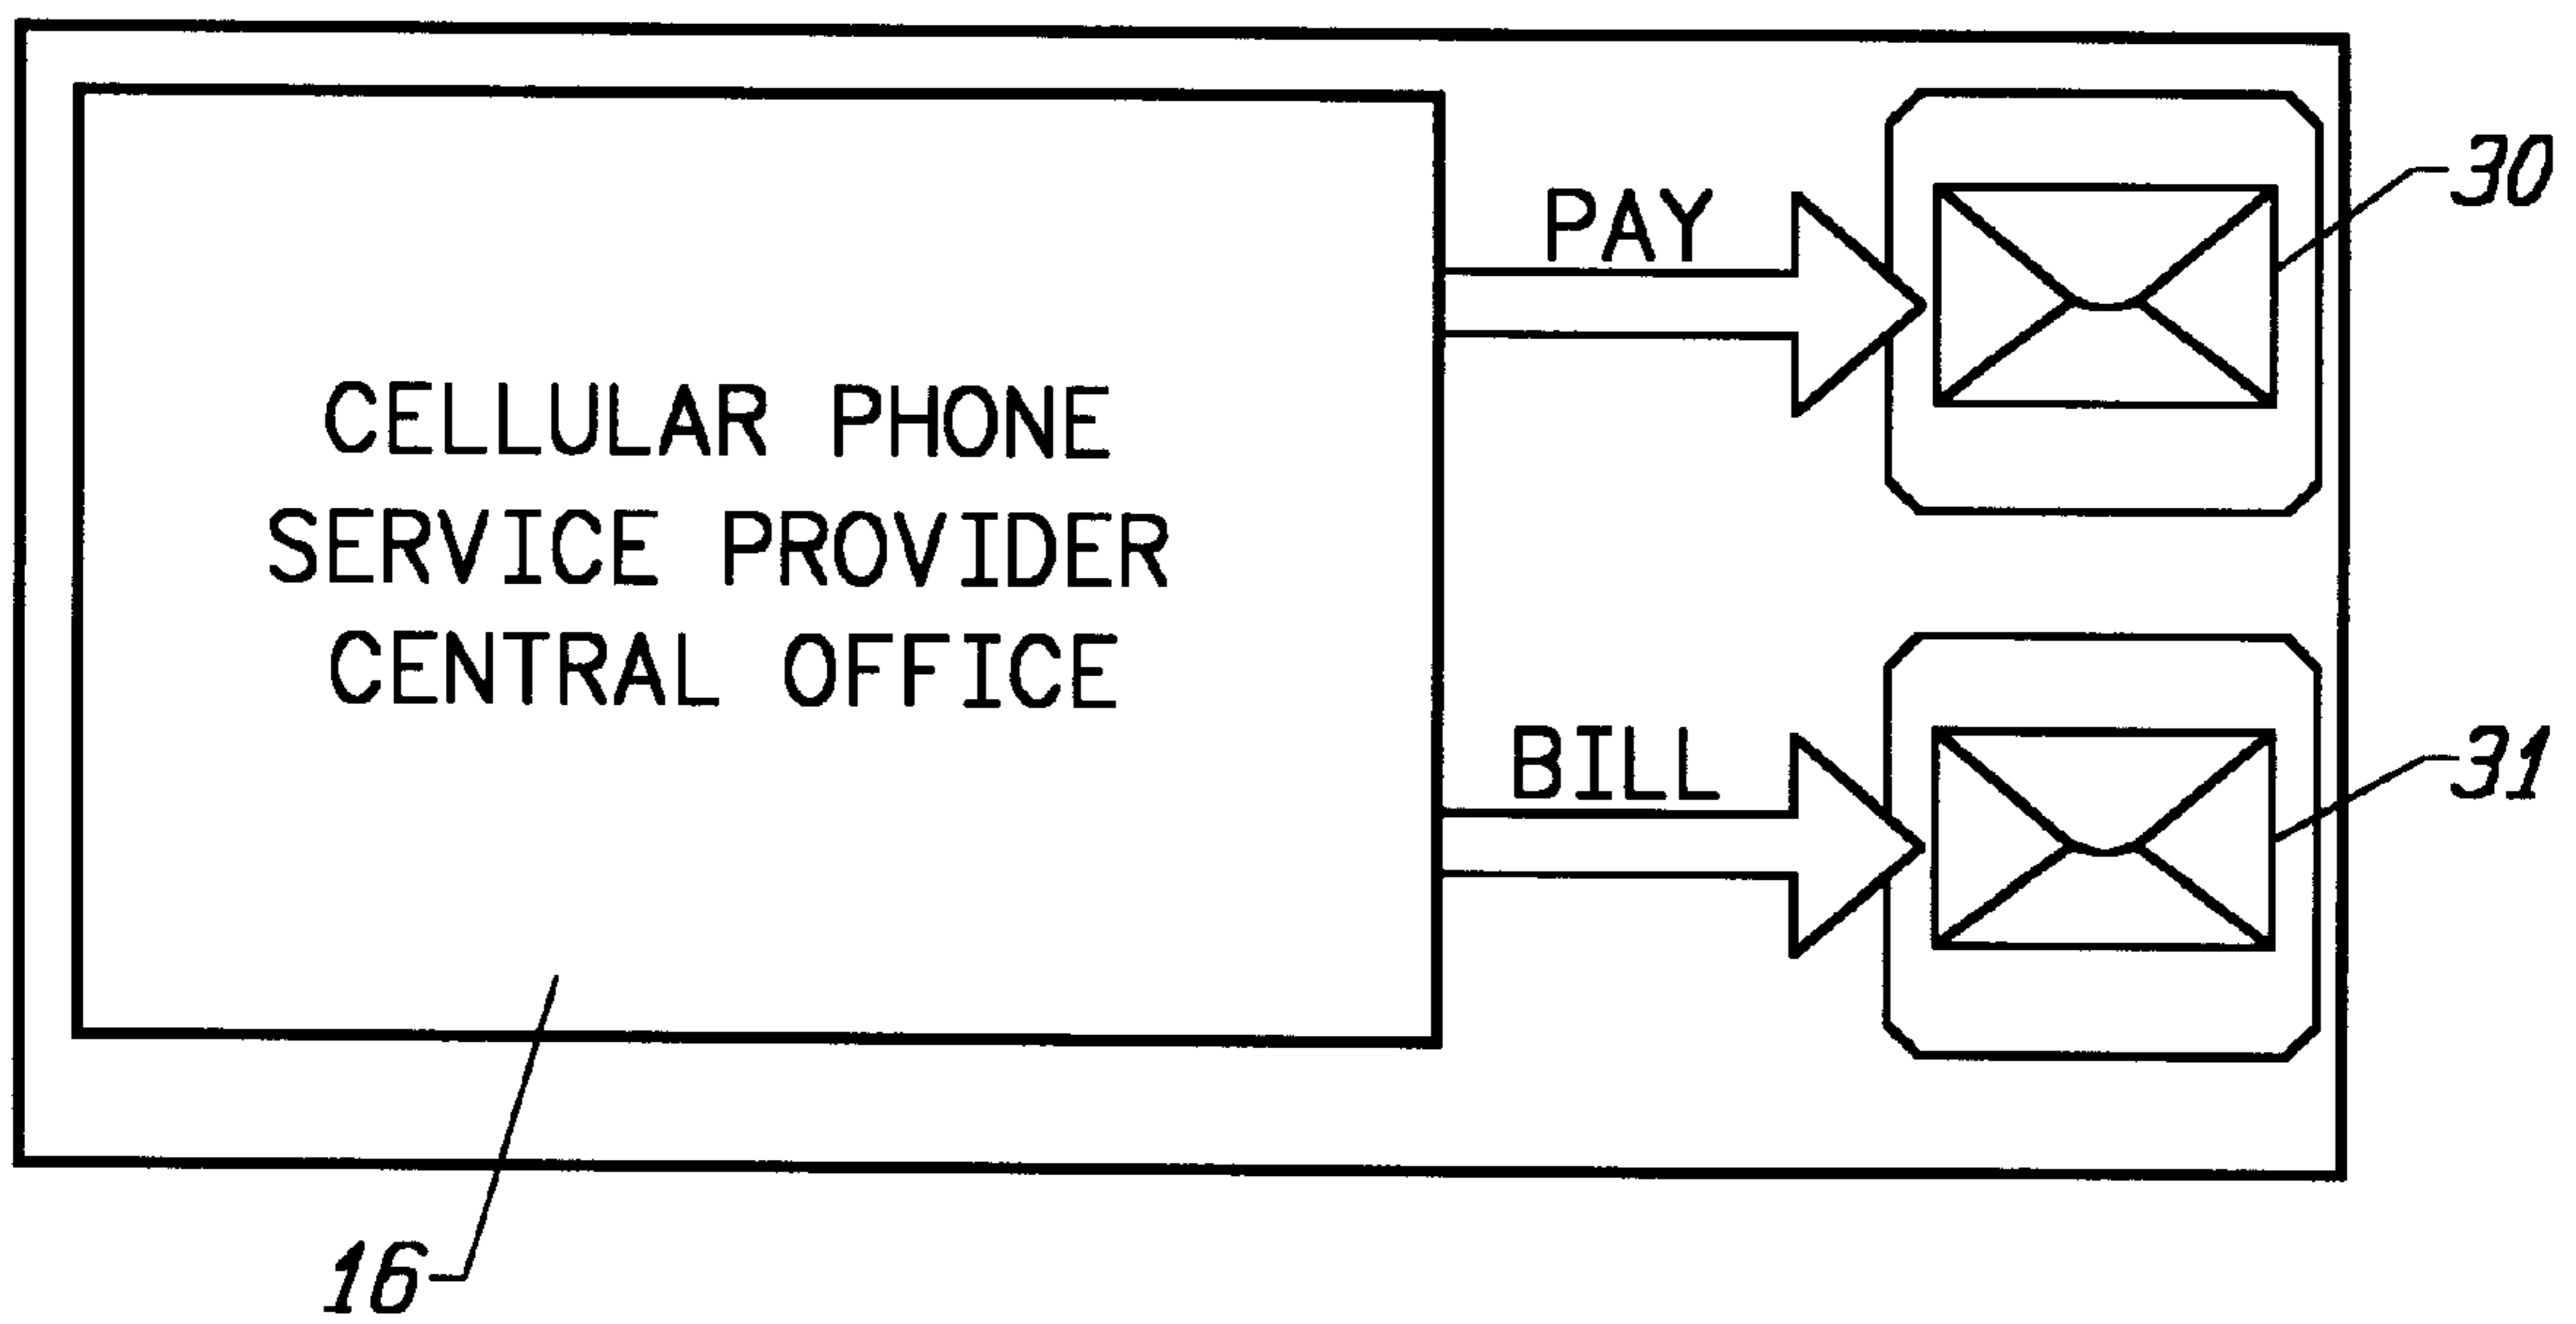 PAY
30
CELLULAR PHONE
SERVICE PROVIDER
CENTRAL OFFICE
BILL
31
16